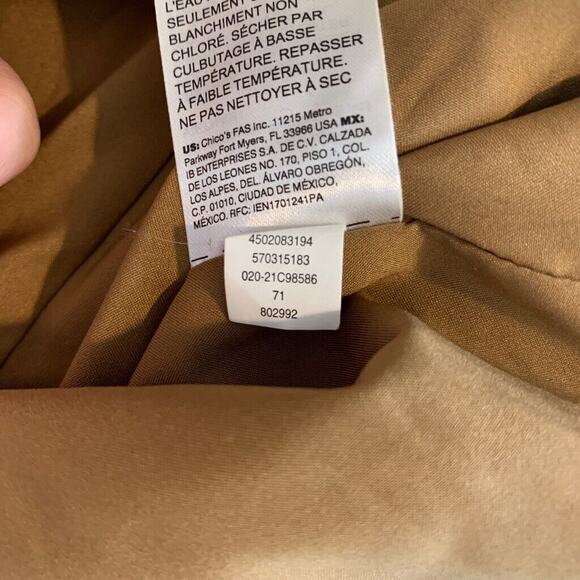 L'EAU
SEULEMENT
BLANCHIMENT NON
CHLORÉ. SÉCHER PAR
CULBUTAGE À BASSE
TEMPÉRATURE. REPASSER
À FAIBLE TEMPÉRATURE.
NE PAS NETTOYER À SEC
US: Chico's FAS Inc. 11215 Metro
Parkway Fort Myers, FL 33966 USA MX:
IB ENTERPRISES S.A. DE C.V. CALZADA
DE LOS LEONES NO. 170, PISO 1, COL.
LOS ALPES, DEL. ÁLVARO OBREGÓN,
C.P. 01010, CIUDAD DE MÉXICO,
MÉXICO. RFC; IEN1701241PA
4502083194
570315183
020-21C98586
71
802992